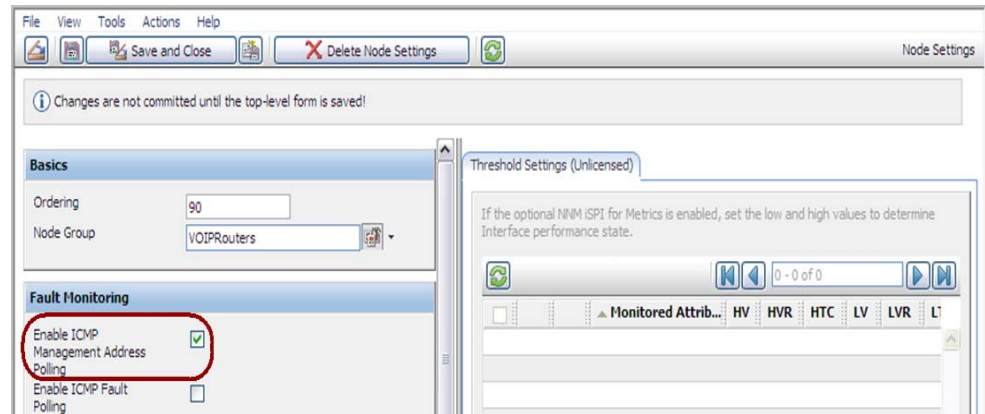 File View Tools Actions Help
Save and Close Delete Node Settings Node Settings
Changes are not committed until the top-level form is saved!
Basics
Ordering 90
Node Group VOIPRouters
Fault Monitoring
Enable ICMP
Management Address
Polling
Enable ICMP Fault
Polling
Threshold Settings (Unlicensed)
If the optional NNM iSPI for Metrics is enabled, set the low and high values to determine
Interface performance state.
0 - 0 of 0
Monitored Attrib... HV HVR HTC LV LVR